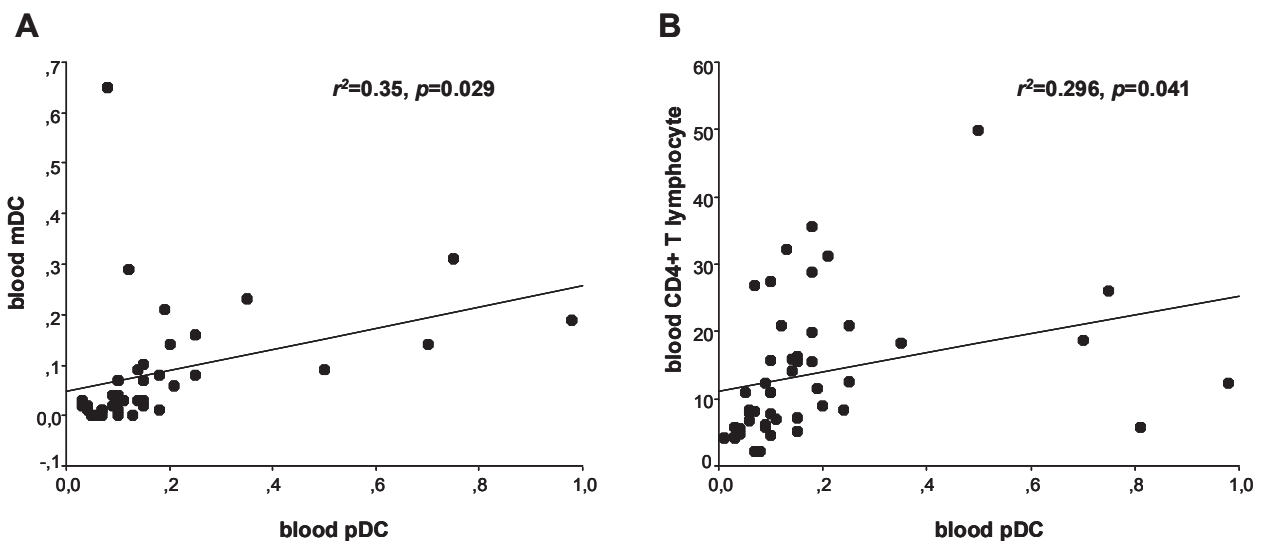 A
r²=0.35, p=0.029
blood mDC
,7
,6
,5
,4
,3
,2
,1
0,0
-,1
0,0 ,2 ,4 ,6 ,8 1,0
blood pDC
B
r²=0.296, p=0.041
blood CD4+ T lymphocyte
60
50
40
30
20
10
0
0,0 ,2 ,4 ,6 ,8 1,0
blood pDC